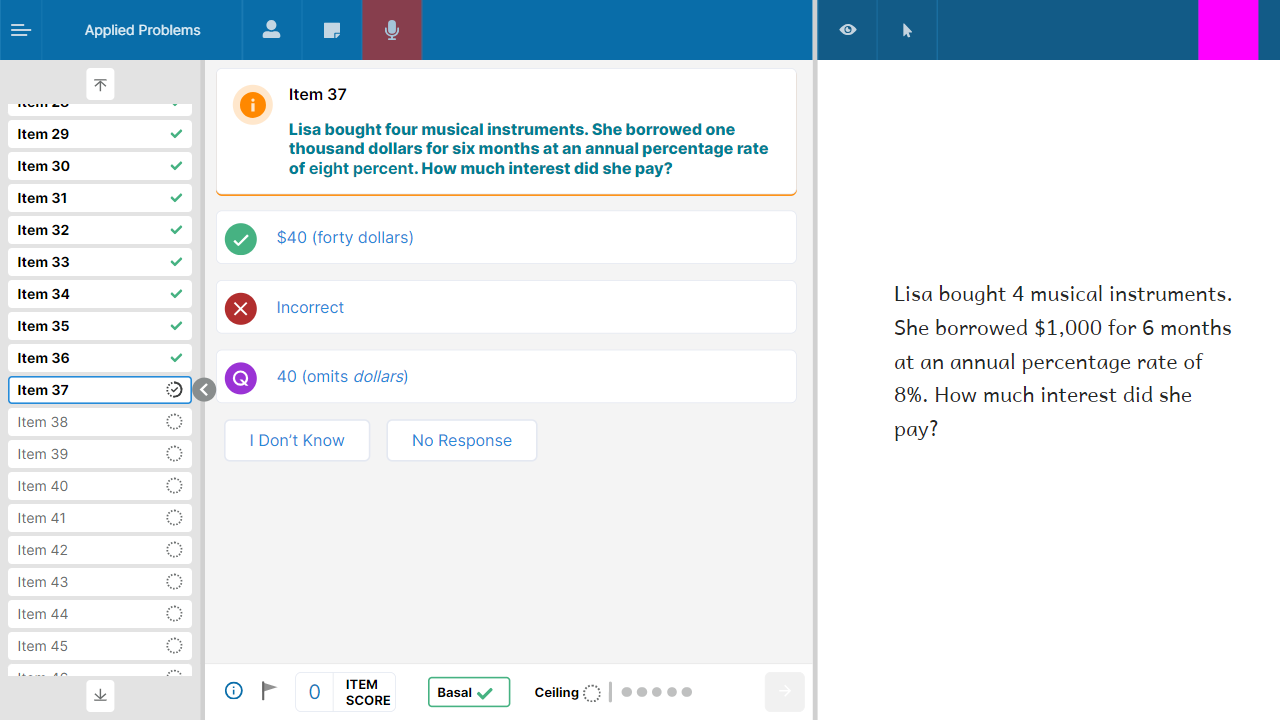 Applied Problems
Item 28
Item 29
Item 30
Item 31
Item 32
Item 33
Item 34
Item 35
Item 36
Item 37
Item 38
Item 39
Item 40
Item 41
Item 42
Item 43
Item 44
Item 45
Item 46
Item 37
Lisa bought four musical instruments. She borrowed one
thousand dollars for six months at an annual percentage rate
of eight percent. How much interest did she pay?
$40 (forty dollars)
Incorrect
Q 40 (omits dollars)
I Don’t Know No Response
0 ITEM
SCORE
Basal
Ceiling
Lisa bought 4 musical instruments.
She borrowed $1,000 for 6 months
at an annual percentage rate of
8%. How much interest did she
pay?